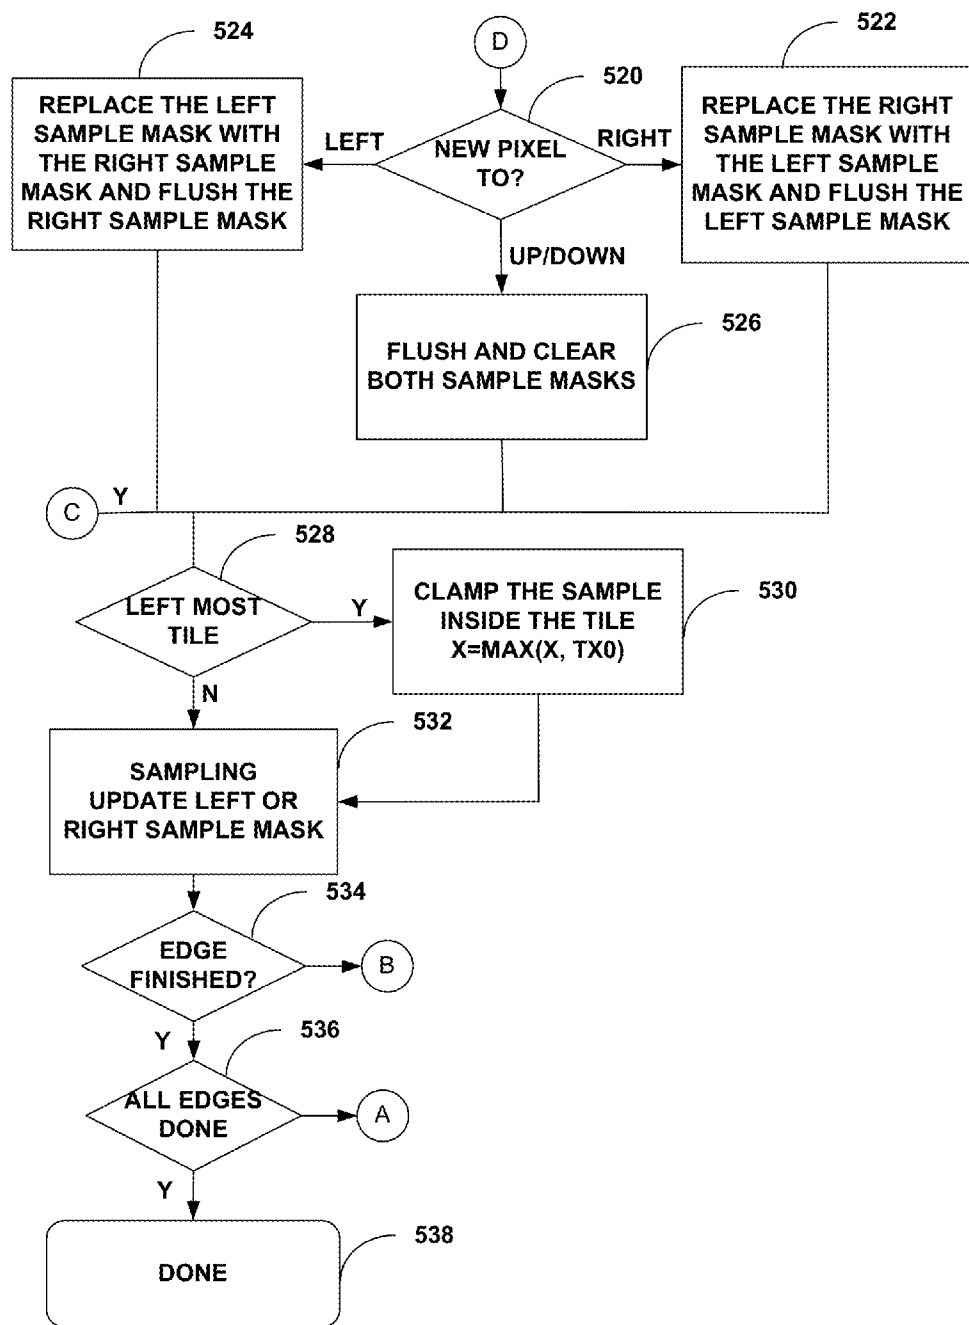 524
D
522
520
REPLACE THE LEFT
SAMPLE MASK WITH
THE RIGHT SAMPLE
MASK AND FLUSH THE
RIGHT SAMPLE MASK
LEFT
NEW PIXEL
TO?
RIGHT
REPLACE THE RIGHT
SAMPLE MASK WITH
THE LEFT SAMPLE
MASK AND FLUSH THE
LEFT SAMPLE MASK
UP/DOWN
526
FLUSH AND CLEAR
BOTH SAMPLE MASKS
C
Y
528
LEFT MOST
TILE
Y
CLAMP THE SAMPLE
INSIDE THE TILE
X=MAX(X, TX0)
530
N
532
SAMPLING
UPDATE LEFT OR
RIGHT SAMPLE MASK
534
EDGE
FINISHED?
B
Y
536
ALL EDGES
DONE
A
Y
538
DONE